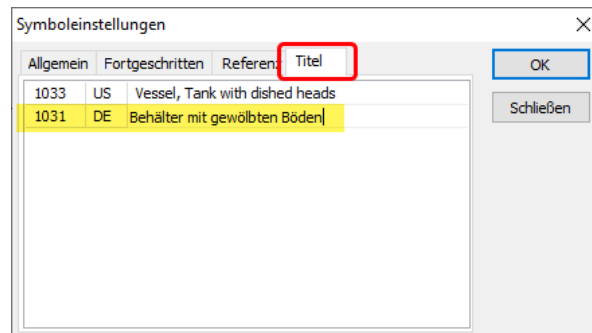 Symboleinstellungen
Allgemein Fortgeschritten Referenz Titel
OK
1033 US Vessel, Tank with dished heads
1031 DE Behälter mit gewölbten Böden
Schließen